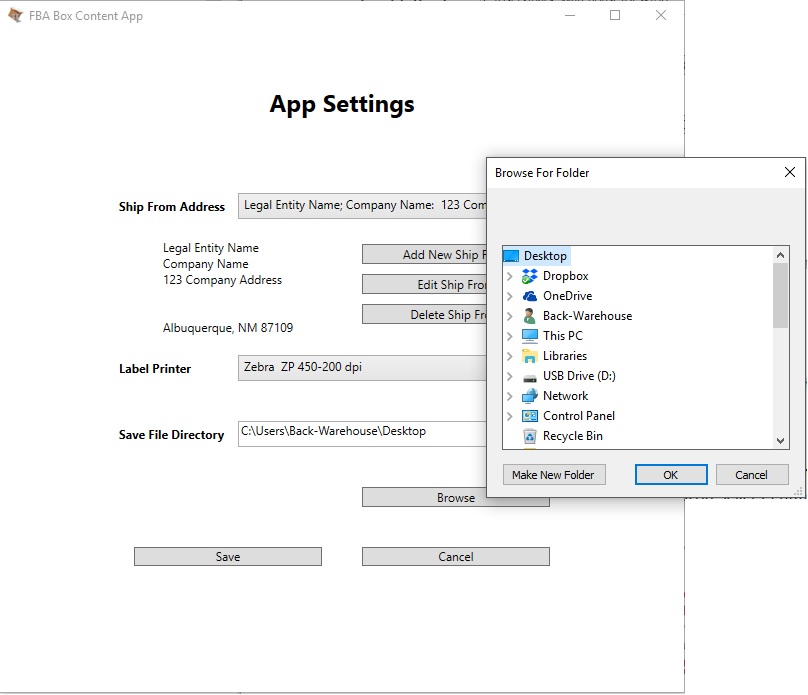 FBA Box Content App
App Settings
Ship From Address
Legal Entity Name; Company Name: 123 Com
Legal Entity Name
Company Name
123 Company Address
Albuquerque, NM 87109
Add New Ship F
Edit Ship Fro
Delete Ship Fr
Label Printer
Zebra ZP 450-200 dpi
Save File Directory
C:\Users\Back-Warehouse\Desktop
Browse
Save
Cancel
Browse For Folder
Desktop
Dropbox
OneDrive
Back-Warehouse
This PC
Libraries
USB Drive (D:)
Network
Control Panel
Recycle Bin
Make New Folder
OK
Cancel